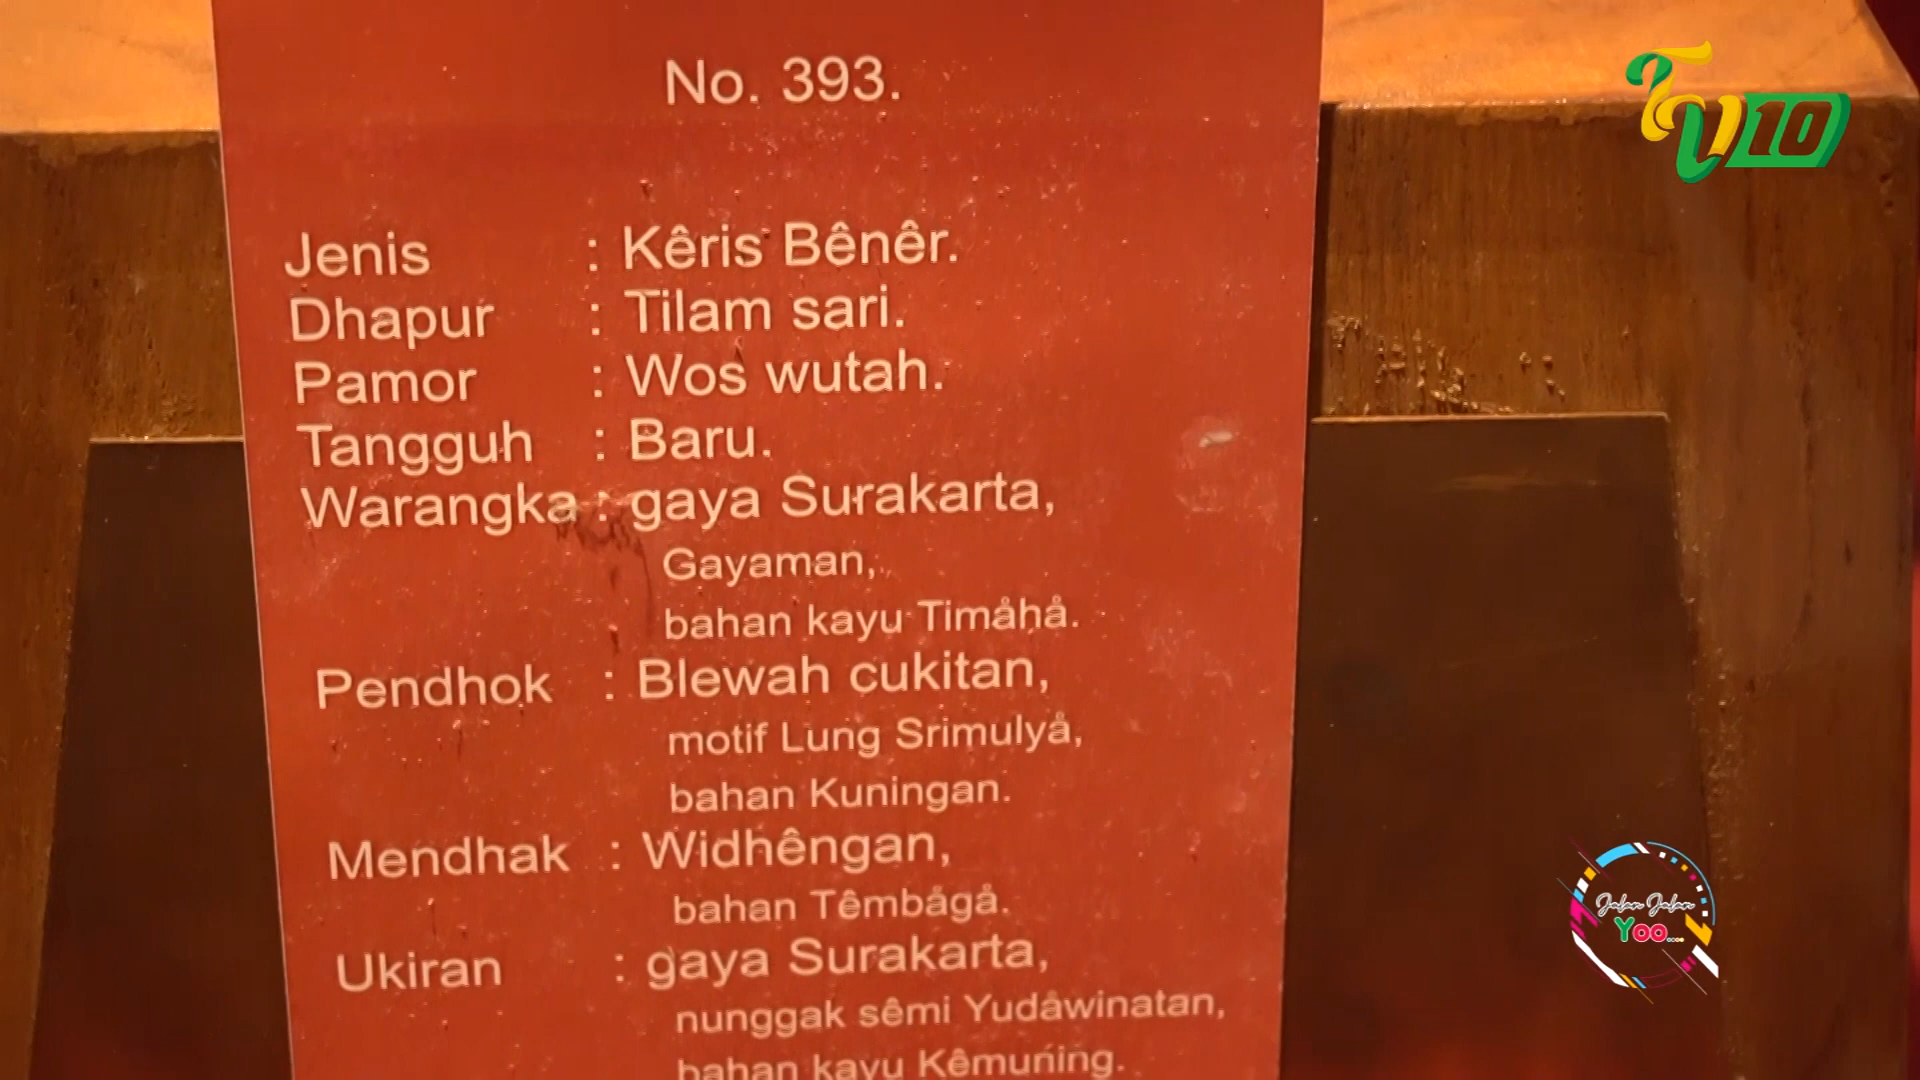 No. 393.
Jenis : Kêris Bênêr.
Dhapur : Tilam sari.
Pamor : Wos wutah.
Tangguh : Baru.
Warangka : gaya Surakarta,
Gayaman,
bahan kayu Timåhå.
Pendhok : Blewah cukitan,
motif Lung Srimulyå,
bahan Kuningan.
Mendhak : Widhêngan,
bahan Têmbågå.
Ukiran : gaya Surakarta,
nunggak sêmi Yudåwinatan,
bahan kayu Kêmuning.
TV10
Jalan Jalan
Yoo....